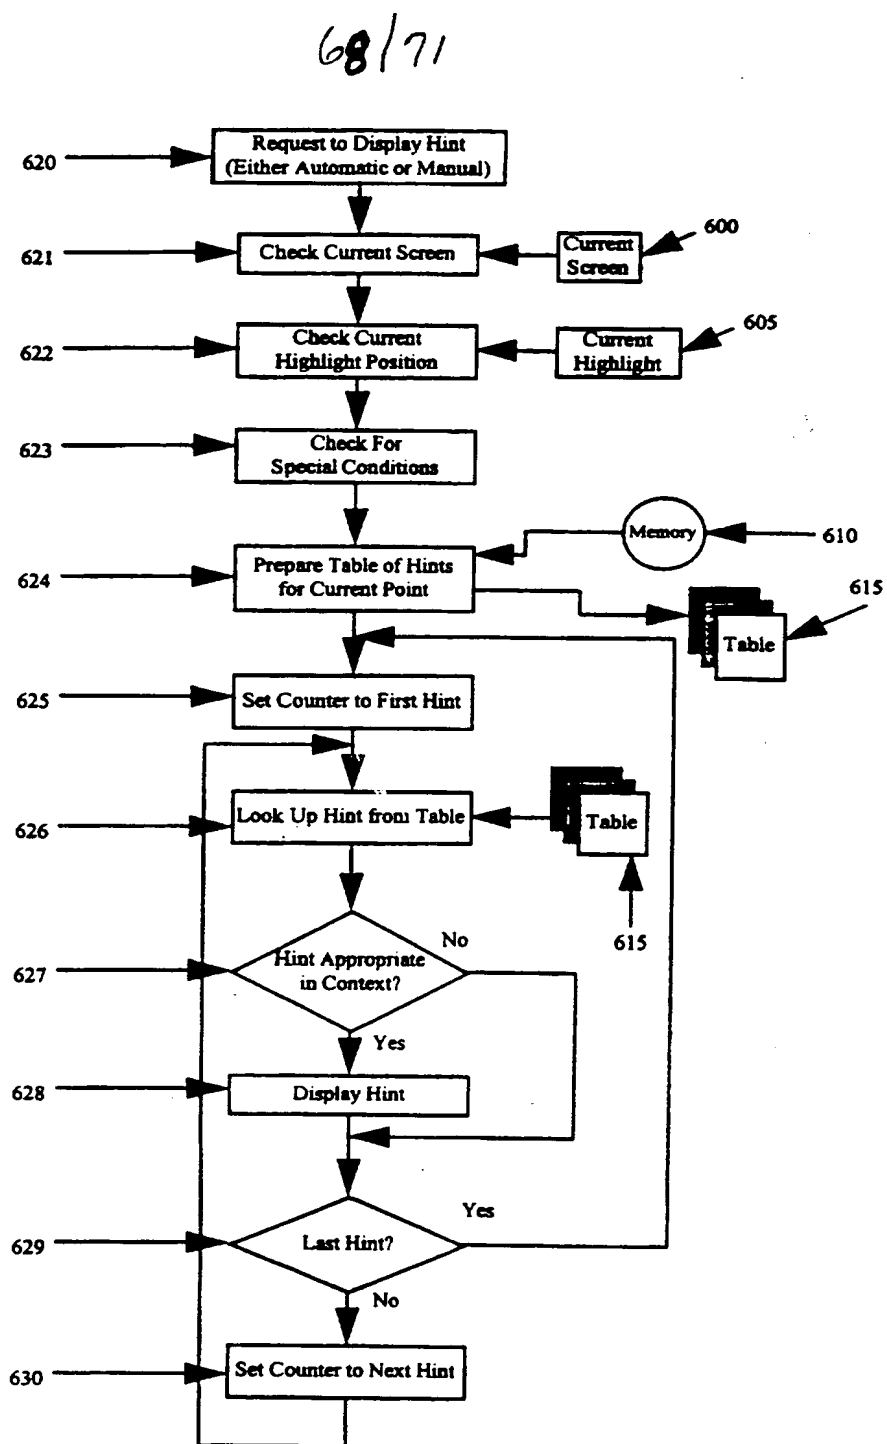 68/71
620
Request to Display Hint
(Either Automatic or Manual)
600
621
Check Current Screen
Current
Screen
605
622
Check Current
Highlight Position
Current
Highlight
623
Check For
Special Conditions
Memory
610
624
Prepare Table of Hints
for Current Point
615
Table
625
Set Counter to First Hint
626
Look Up Hint from Table
Table
615
No
627
Hint Appropriate
in Context?
Yes
628
Display Hint
Yes
629
Last Hint?
No
630
Set Counter to Next Hint